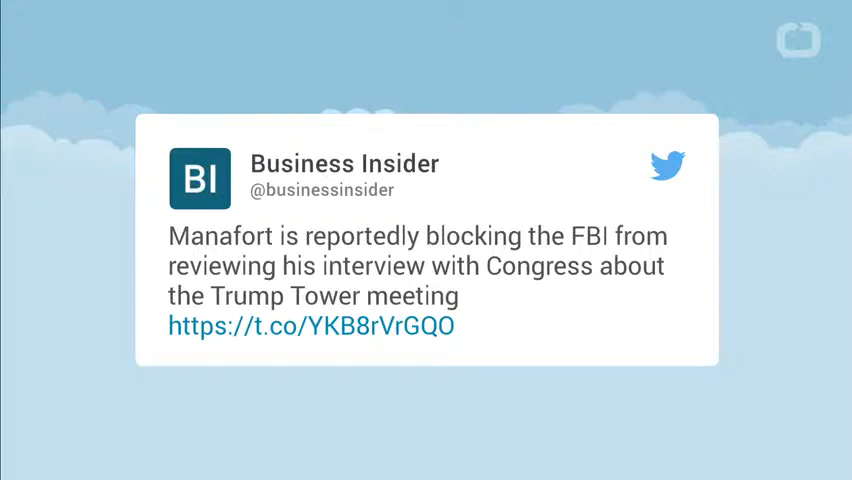 BI
Business Insider
@businessinsider
Manafort is reportedly blocking the FBI from
reviewing his interview with Congress about
the Trump Tower meeting
https://t.co/YKB8rVrGQO